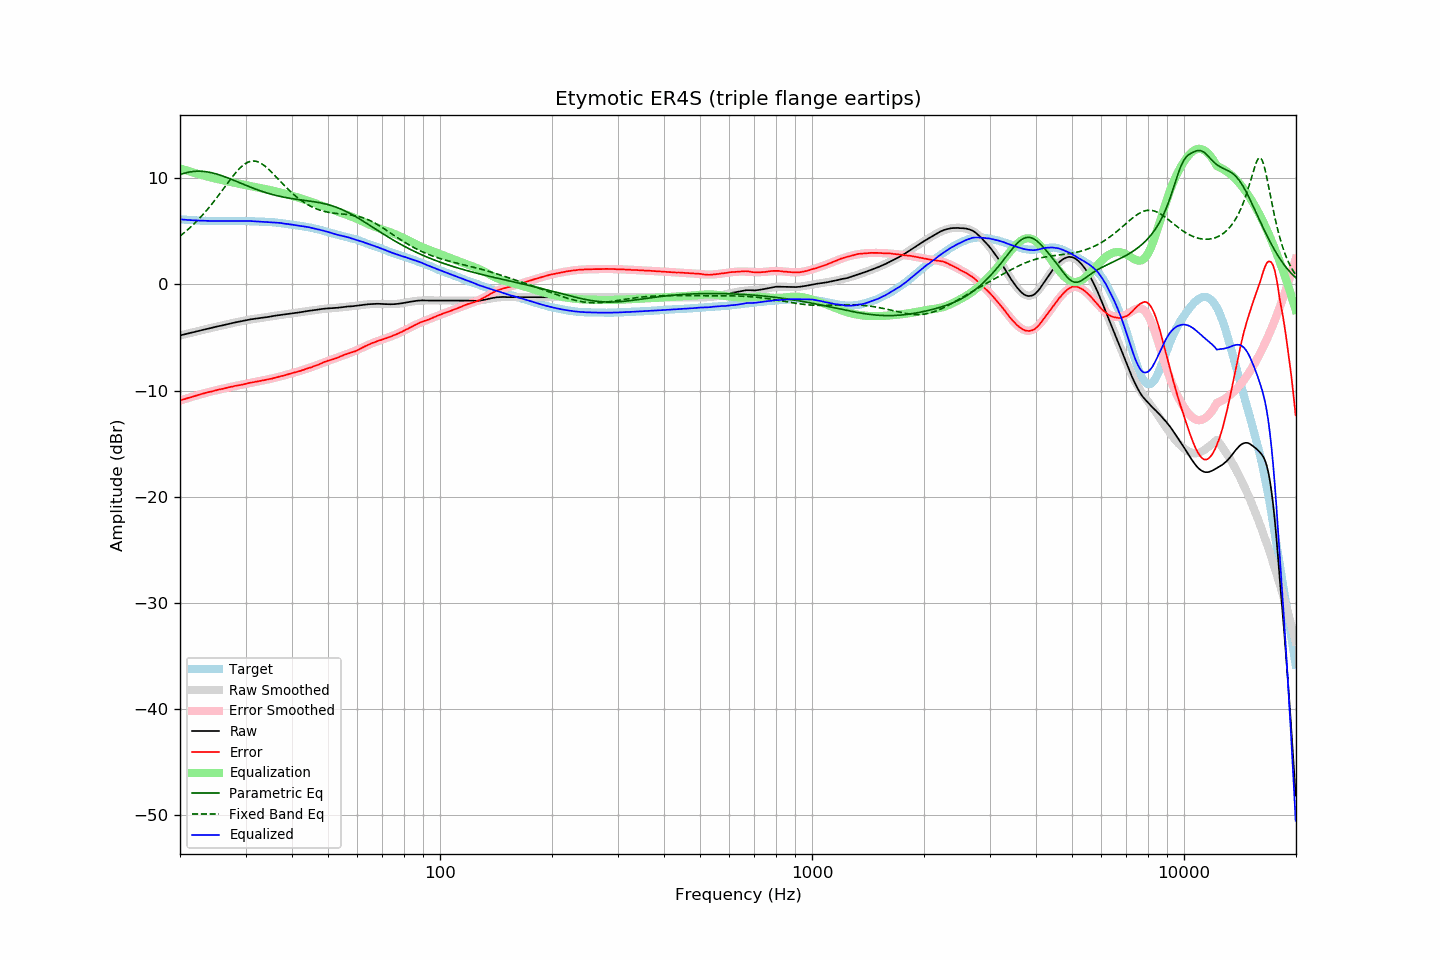 Etymotic ER4S (triple flange eartips)
Amplitude (dBr)
10
0
−10
−20
−30
−40
−50
Target
Raw Smoothed
Error Smoothed
Raw
Error
Equalization
Parametric Eq
Fixed Band Eq
Equalized
100
1000
10000
Frequency (Hz)